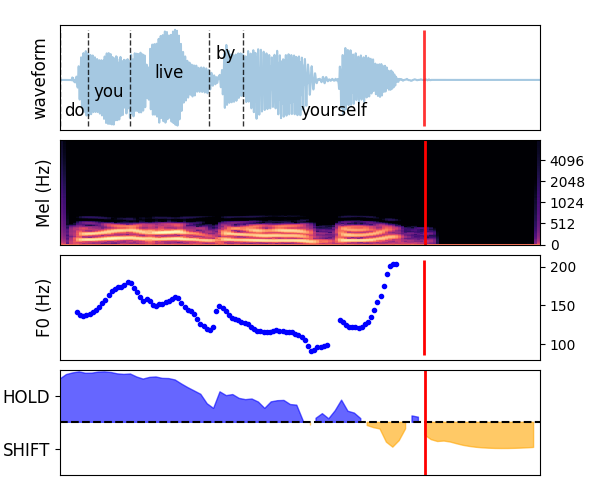 waveform
do
you
live
by
yourself
Mel (Hz)
4096
2048
1024
512
0
F0 (Hz)
200
150
100
HOLD
SHIFT